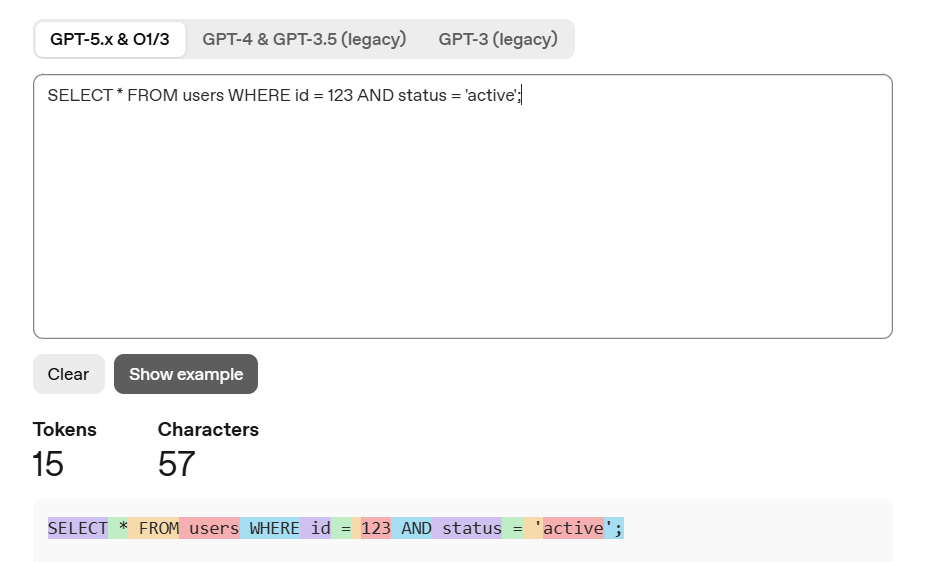 GPT-5.x & O1/3 GPT-4 & GPT-3.5 (legacy) GPT-3 (legacy)
SELECT * FROM users WHERE id = 123 AND status = 'active';
Clear Show example
Tokens Characters
15 57
SELECT * FROM users WHERE id = 123 AND status = 'active';